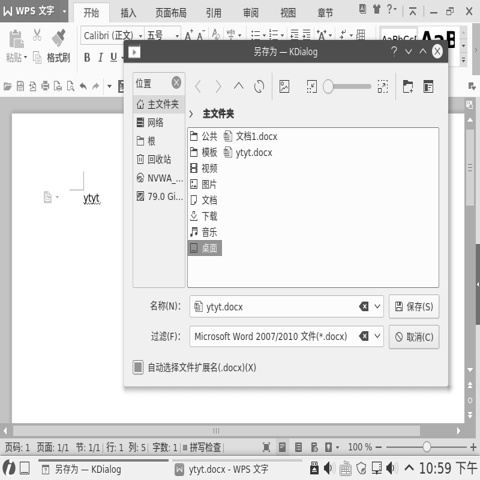 WPS 文字
开始 插入 页面布局 引用 审阅 视图 章节
粘贴 格式刷
Calibri (正文) 五号
B I
另存为 — KDialog
位置
主文件夹
网络
根
回收站
NVWA_...
79.0 Gi...
主文件夹
公共 文档1.docx
模板 ytyt.docx
视频
图片
文档
下载
音乐
桌面
名称(N): ytyt.docx 保存(S)
过滤(F): Microsoft Word 2007/2010 文件(*.docx) 取消(C)
自动选择文件扩展名(.docx)(X)
ytyt
页码: 1 页面: 1/1 节: 1/1 行: 1 列: 5 字数: 1 拼写检查 100 %
另存为 — KDialog ytyt.docx - WPS 文字 10:59 下午